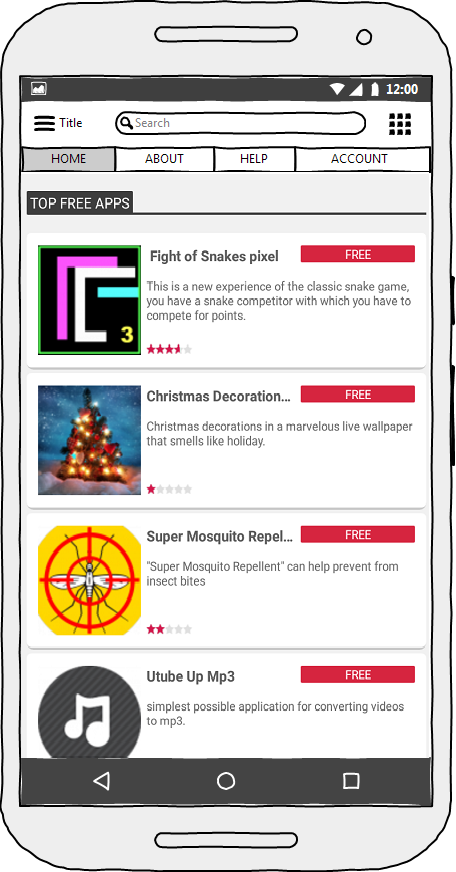 12:00
Title
Search
HOME ABOUT HELP ACCOUNT
TOP FREE APPS
Fight of Snakes pixel FREE
This is a new experience of the classic snake game,
you have a snake competitor with which you have to
compete for points.
3
Christmas Decoration... FREE
Christmas decorations in a marvelous live wallpaper
that smells like holiday.
Super Mosquito Repel... FREE
"Super Mosquito Repellent" can help prevent from
insect bites
Utube Up Mp3 FREE
simplest possible application for converting videos
to mp3.